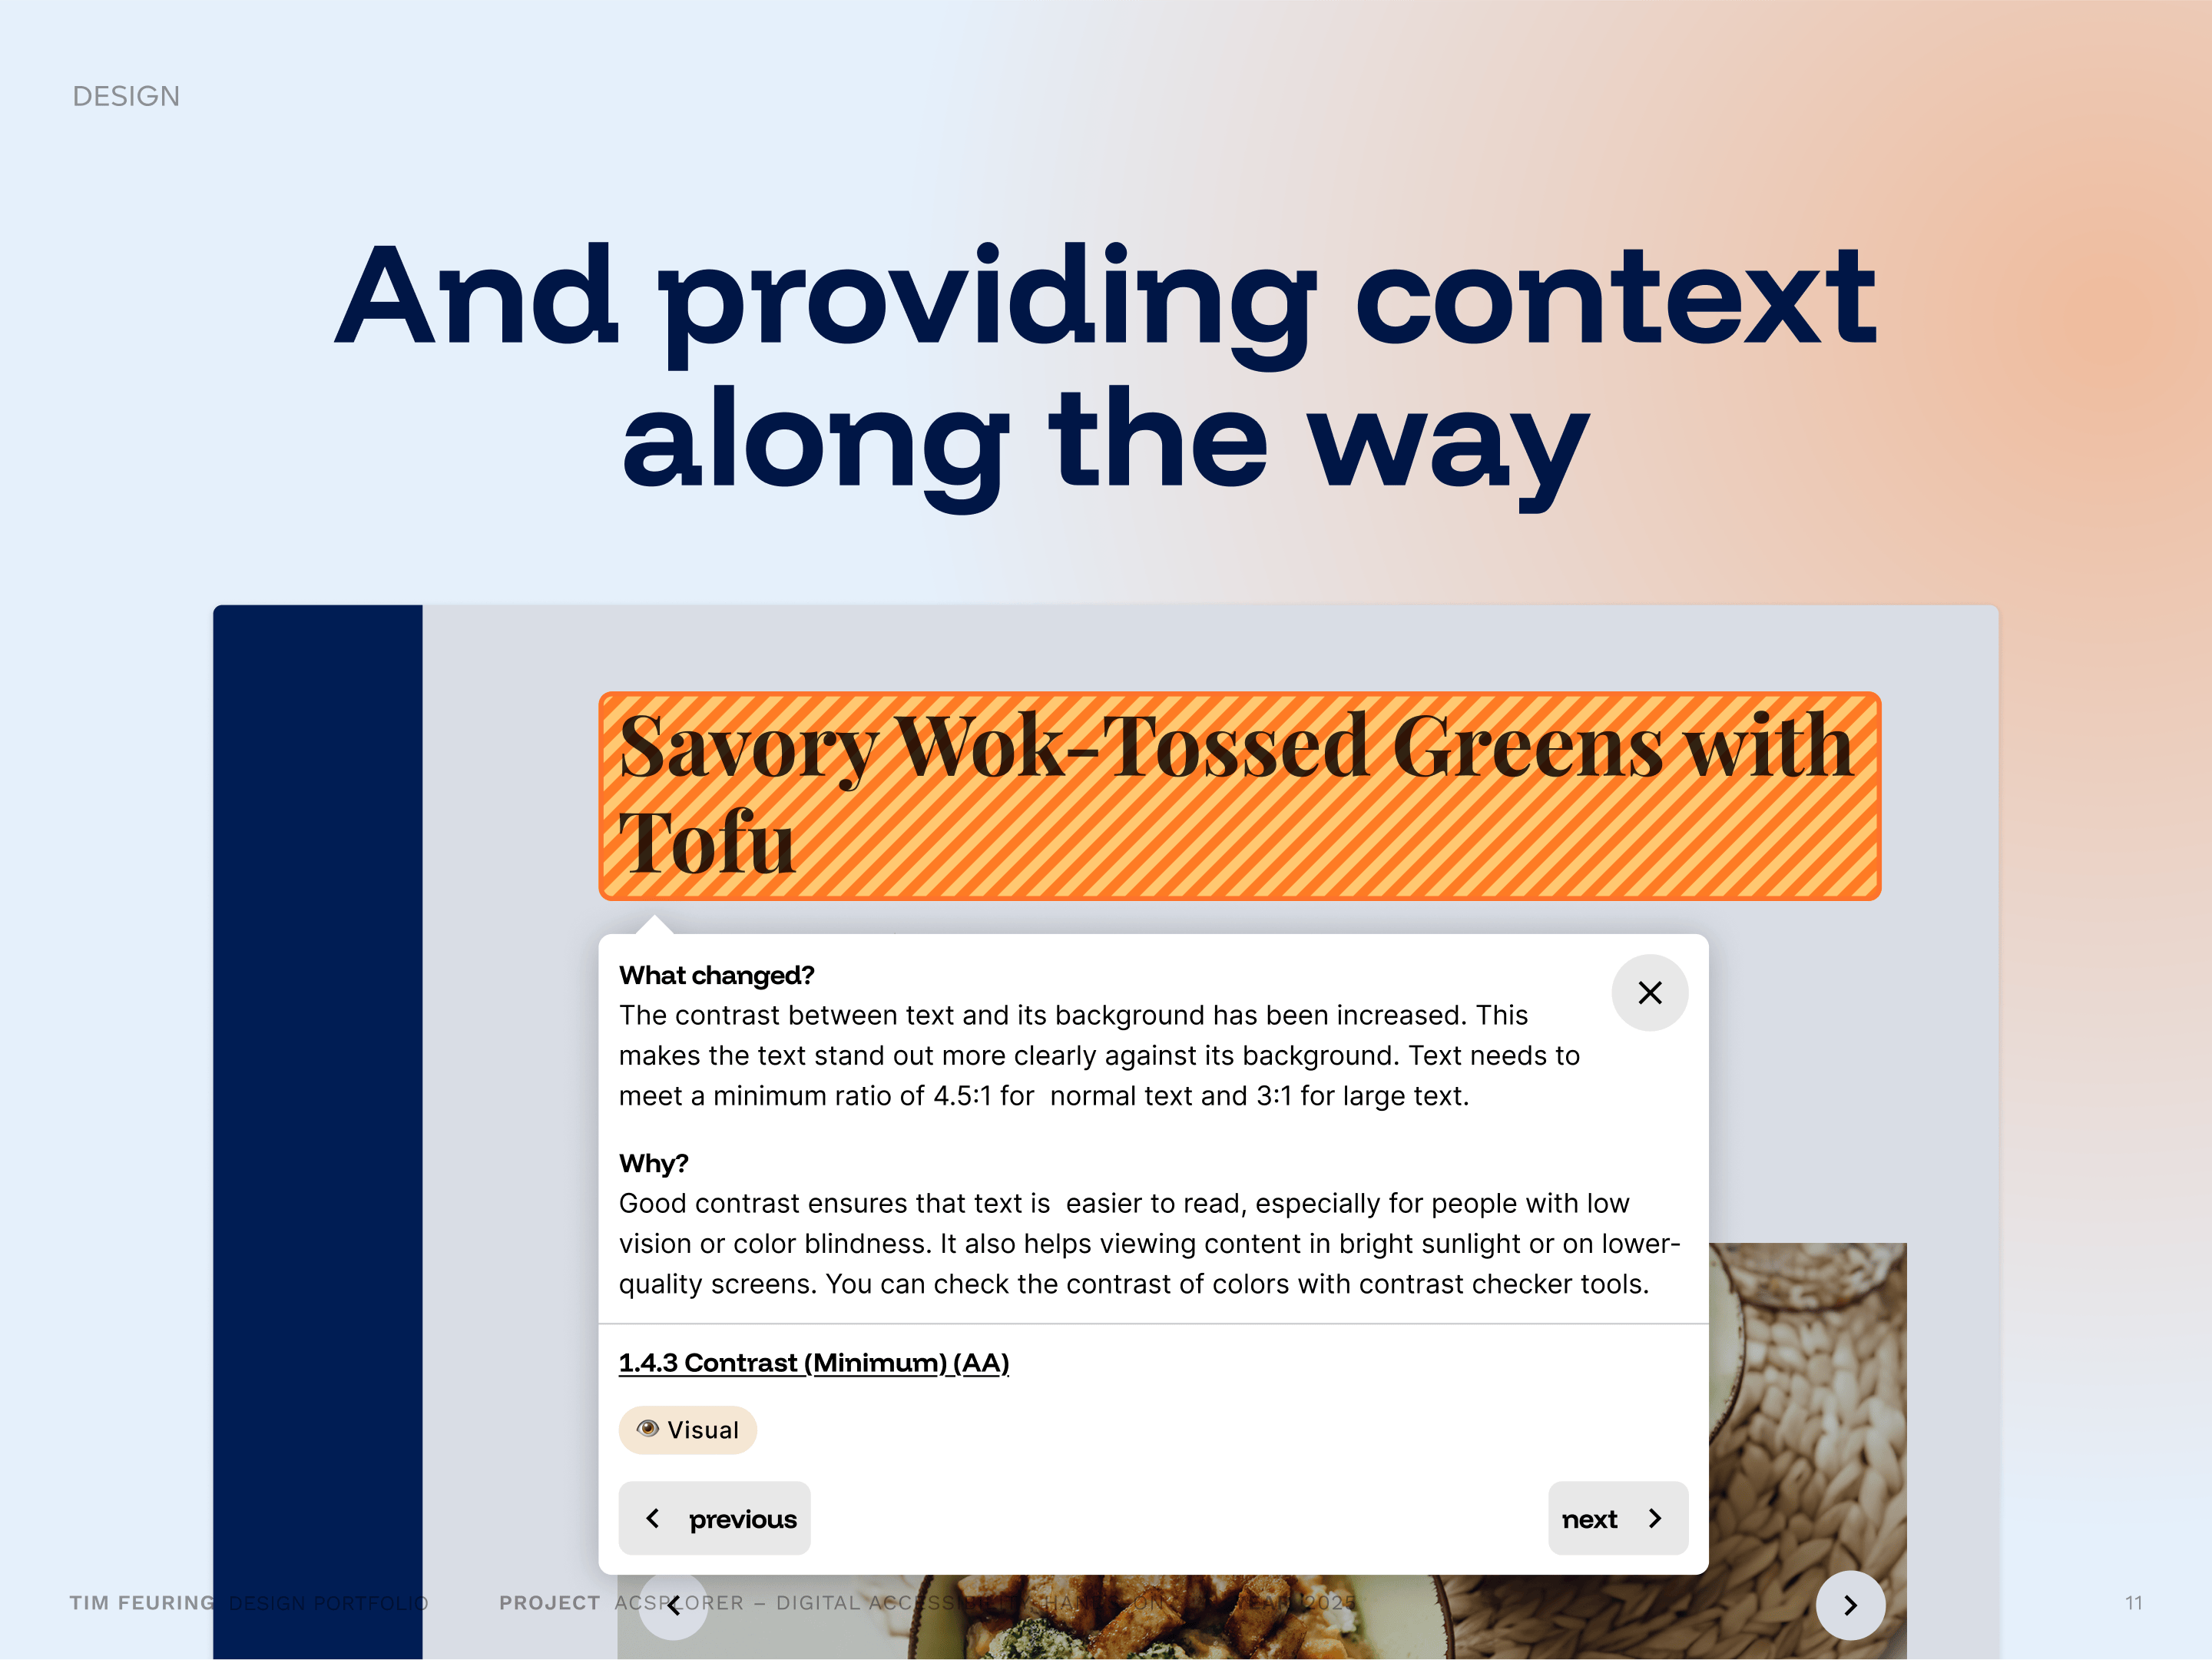 DESIGN
And providing context
along the way
Savory Wok-Tossed Greens with
Tofu
What changed?
The contrast between text and its background has been increased. This
makes the text stand out more clearly against its background. Text needs to
meet a minimum ratio of 4.5:1 for  normal text and 3:1 for large text.
Why?
Good contrast ensures that text is  easier to read, especially for people with low
vision or color blindness. It also helps viewing content in bright sunlight or on lower-
quality screens. You can check the contrast of colors with contrast checker tools.
1.4.3 Contrast (Minimum) (AA)
Visual
previous
next
TIM FEURING DESIGN PORTFOLIO PROJECT ACSPLORER – DIGITAL ACCESSIBILITY HANDS-ON YEAR 2025 11